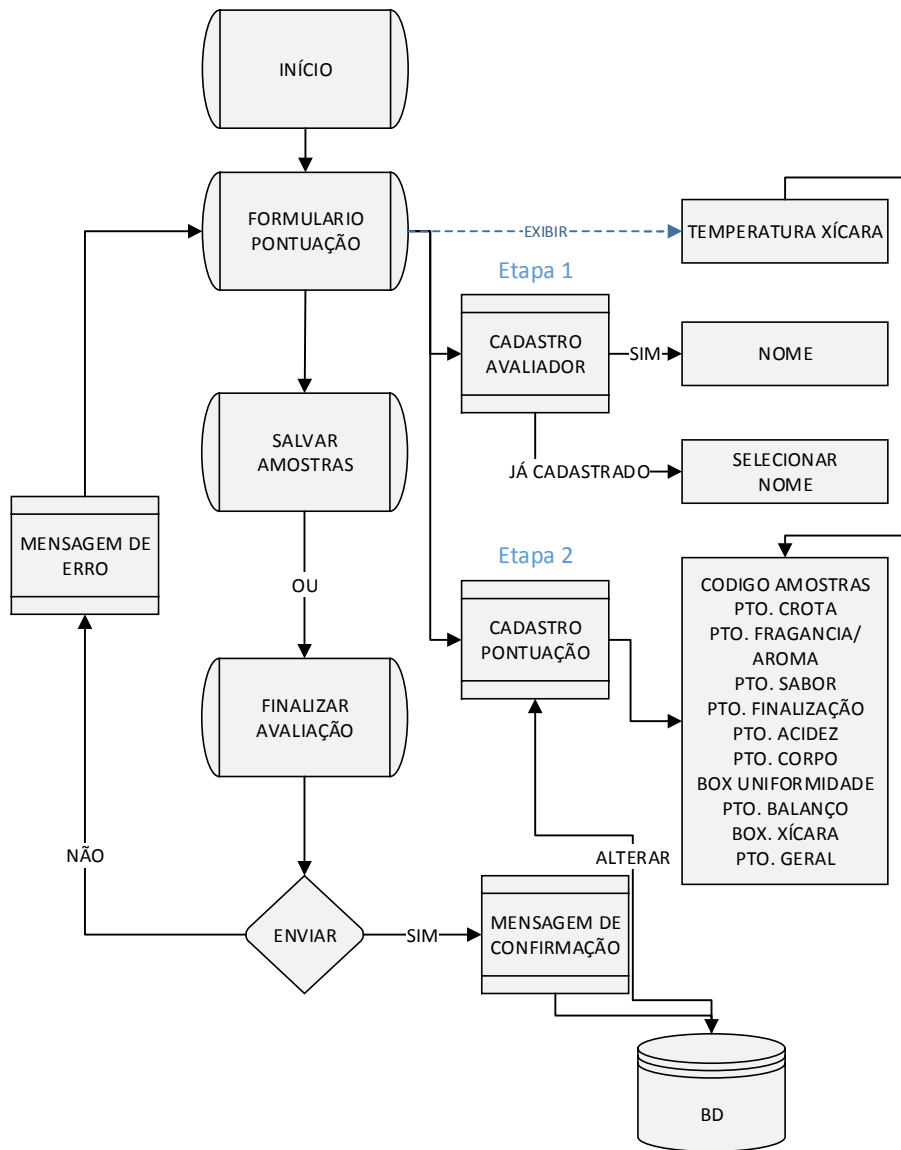 INÍCIO
FORMULARIO
PONTUAÇÃO
EXIBIR
TEMPERATURA XÍCARA
Etapa 1
CADASTRO
AVALIADOR
SIM
NOME
SALVAR
AMOSTRAS
JÁ CADASTRADO
SELECIONAR
NOME
MENSAGEM DE
ERRO
OU
Etapa 2
CADASTRO
PONTUAÇÃO
CODIGO AMOSTRAS
PTO. CROTA
PTO. FRAGANCIA/
AROMA
PTO. SABOR
PTO. FINALIZAÇÃO
PTO. ACIDEZ
PTO. CORPO
BOX UNIFORMIDADE
PTO. BALANÇO
BOX. XÍCARA
PTO. GERAL
FINALIZAR
AVALIAÇÃO
NÃO
ALTERAR
ENVIAR
SIM
MENSAGEM DE
CONFIRMAÇÃO
BD